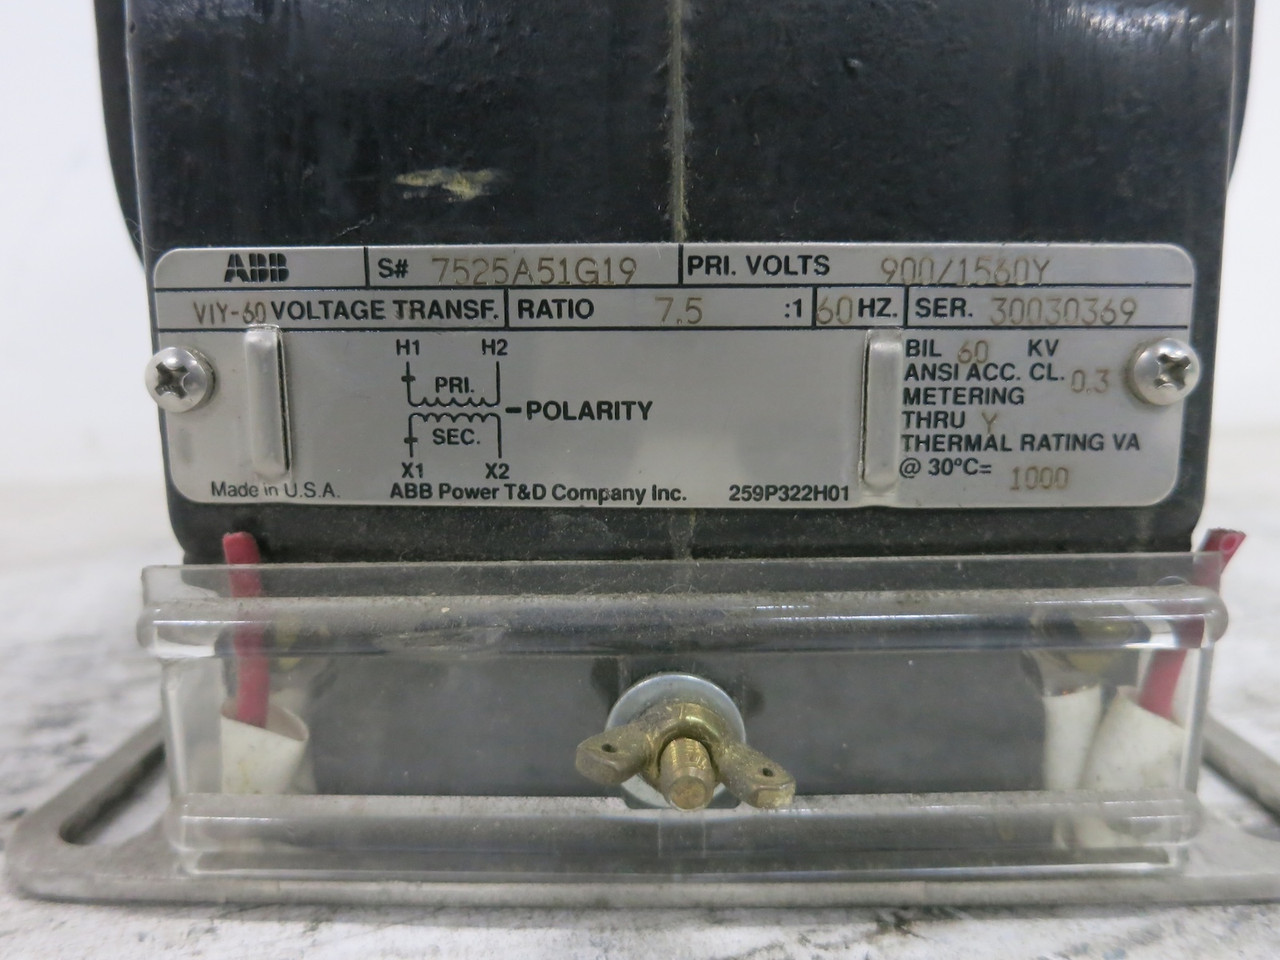 ABB S# 7525A51G19 PRI. VOLTS 900/1560Y
VIY-60 VOLTAGE TRANSF. RATIO 7.5 :1 60 HZ. SER. 30030369
H1 H2
PRI.
POLARITY
SEC.
X1 X2
BIL 60 KV
ANSI ACC. CL. 0.3
METERING
THRU Y
THERMAL RATING VA
@ 30ºC= 1000
Made in U.S.A. ABB Power T&D Company Inc. 259P322H01